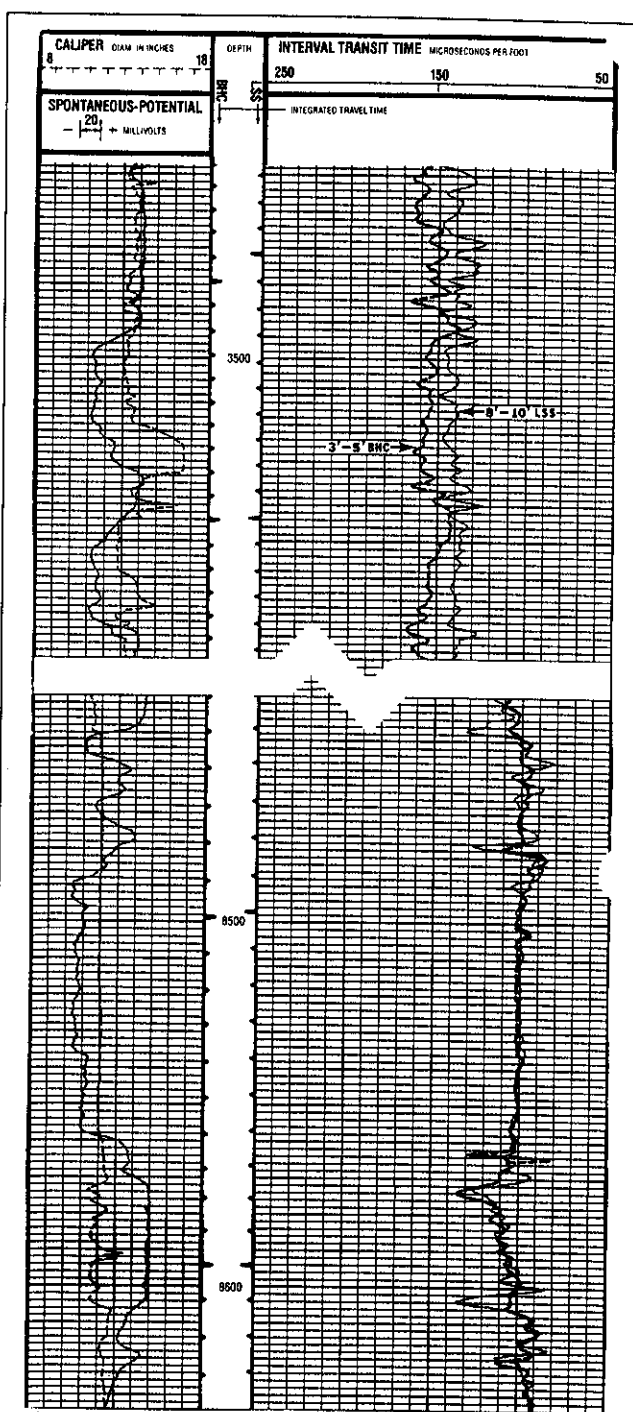 CALIPER DIAM IN INCHES
8 18
DEPTH
BHC LSS
INTERVAL TRANSIT TIME MICROSECONDS PER FOOT
250 150 50
SPONTANEOUS-POTENTIAL
- 20 + MILLIVOLTS
INTEGRATED TRAVEL TIME
3500
8'-10' LSS
3'-5' BHC
8500
8600